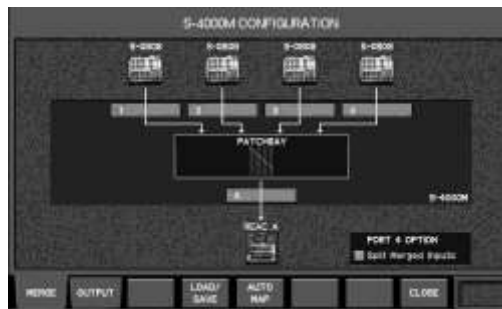 S-4000M CONFIGURATION
S-0808 S-0808 S-0808 S-0808
1 2 3 4
PATCHBAY
S-4000M
REAC A
PORT 4 OPTION
Split Merged Inputs
MERGE OUTPUT LOAD/ SAVE AUTO MAP CLOSE